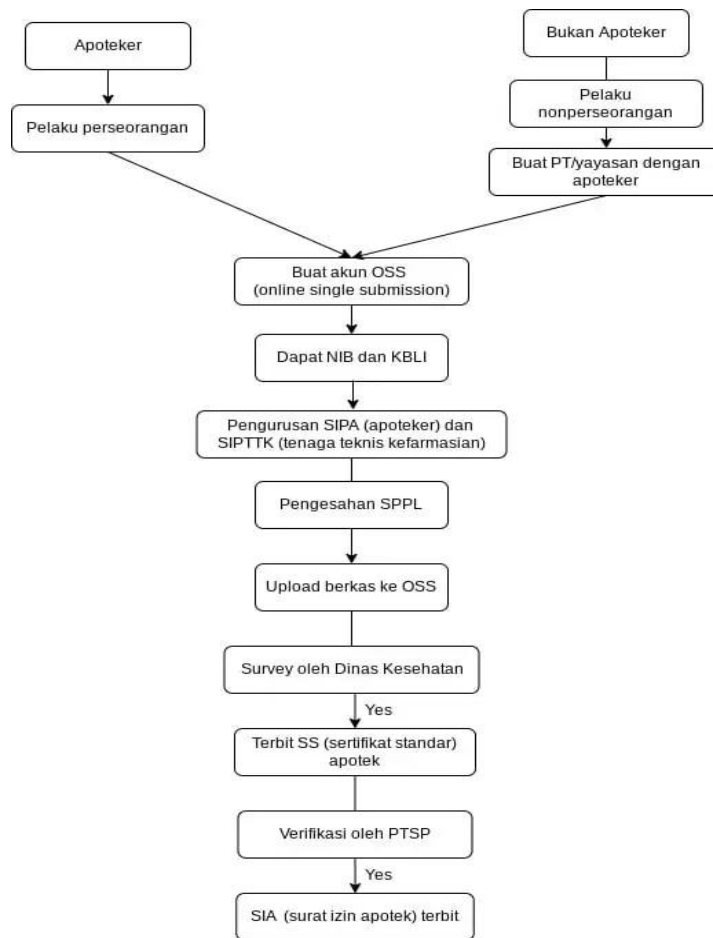 Apoteker
Bukan Apoteker
Pelaku perseorangan
Pelaku
nonperseorangan
Buat PT/yayasan dengan
apoteker
Buat akun OSS
(online single submission)
Dapat NIB dan KBLI
Pengurusan SIPA (apoteker) dan
SIPTTK (tenaga teknis kefarmasian)
Pengesahan SPPL
Upload berkas ke OSS
Survey oleh Dinas Kesehatan
Yes
Terbit SS (sertifikat standar)
apotek
Verifikasi oleh PTSP
Yes
SIA (surat izin apotek) terbit